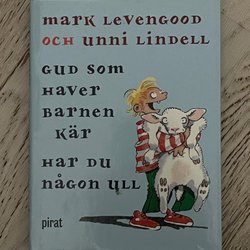 Mark Levengood
och Unni Lindell
Gud som
haver
barnen
kär
har du
någon ull
pirat